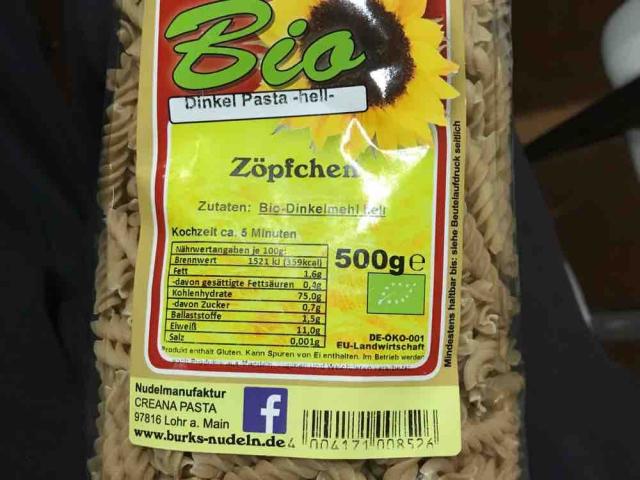 Bio
Dinkel Pasta -hell-
Zöpfchen
Zutaten: Bio-Dinkelmehl hell
Kochzeit ca. 5 Minuten
Nährwertangaben je 100g:
Brennwert 1521 kJ (359kcal)
Fett 1,6g
-davon gesättigte Fettsäuren 0,4g
Kohlenhydrate 75,0g
-davon Zucker 0,7g
Ballaststoffe 1,5g
Eiweiß 11,0g
Salz 0,001g
500g e
DE-ÖKO-001
EU-Landwirtschaft
Produkt enthält Gluten. Kann Spuren von Ei enthalten. Im Betrieb werden
Mindestens haltbar bis: siehe Beutelaufdruck seitlich
Nudelmanufaktur
CREANA PASTA
97816 Lohr a. Main
www.burks-nudeln.de
f
4 004171 008526